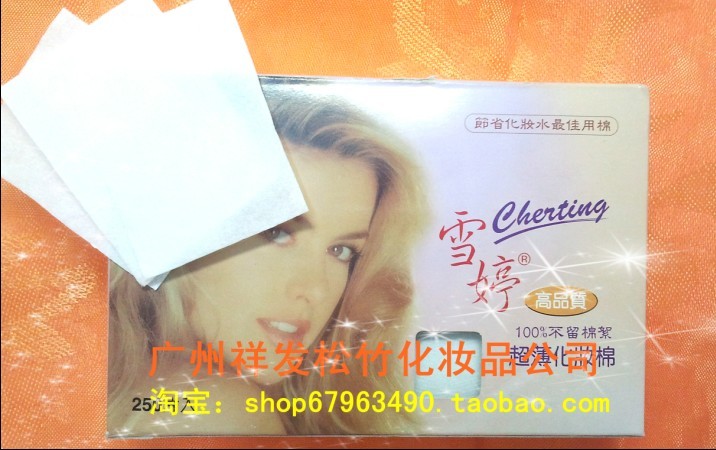 節省化妝水最佳用棉
Cherting
雪婷®
高品質
100%不留棉絮
超薄化妝棉
广州祥发松竹化妆品公司
淘宝：shop67963490.taobao.com